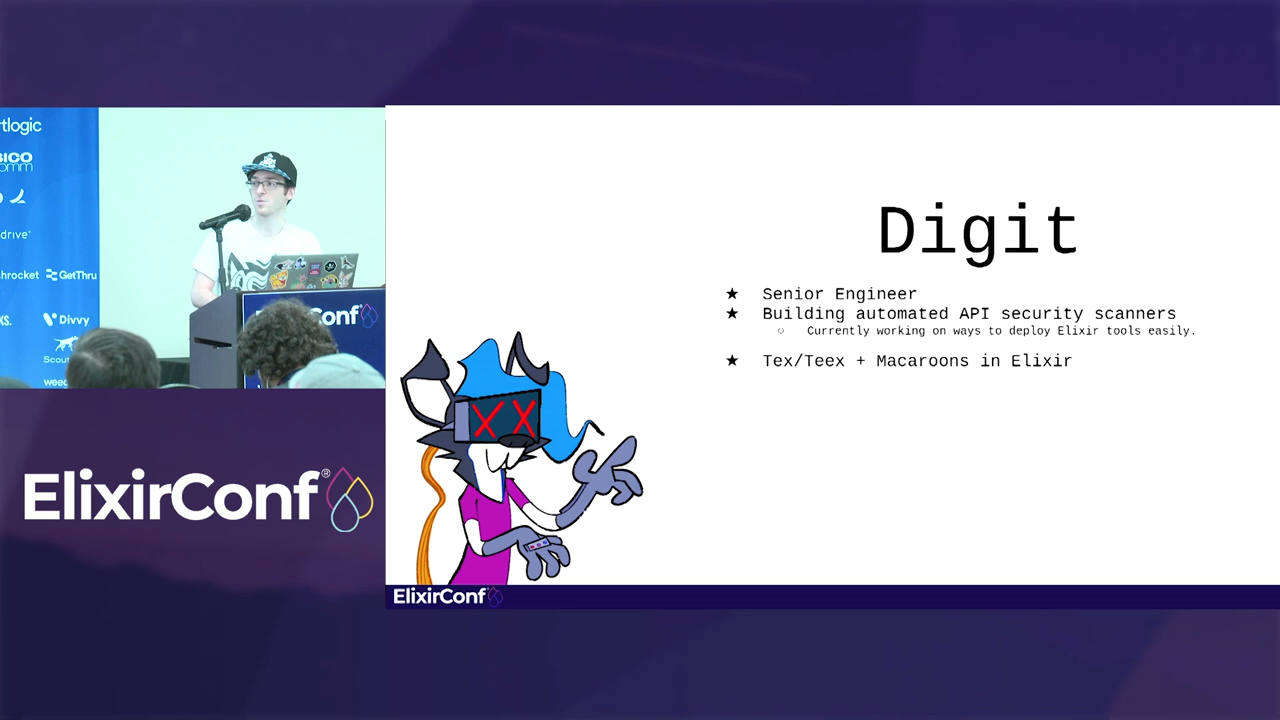 Digit
★ Senior Engineer
★ Building automated API security scanners
○ Currently working on ways to deploy Elixir tools easily.
★ Tex/Teex + Macaroons in Elixir
GetThru
Divvy
ElixirConf®
ElixirConf